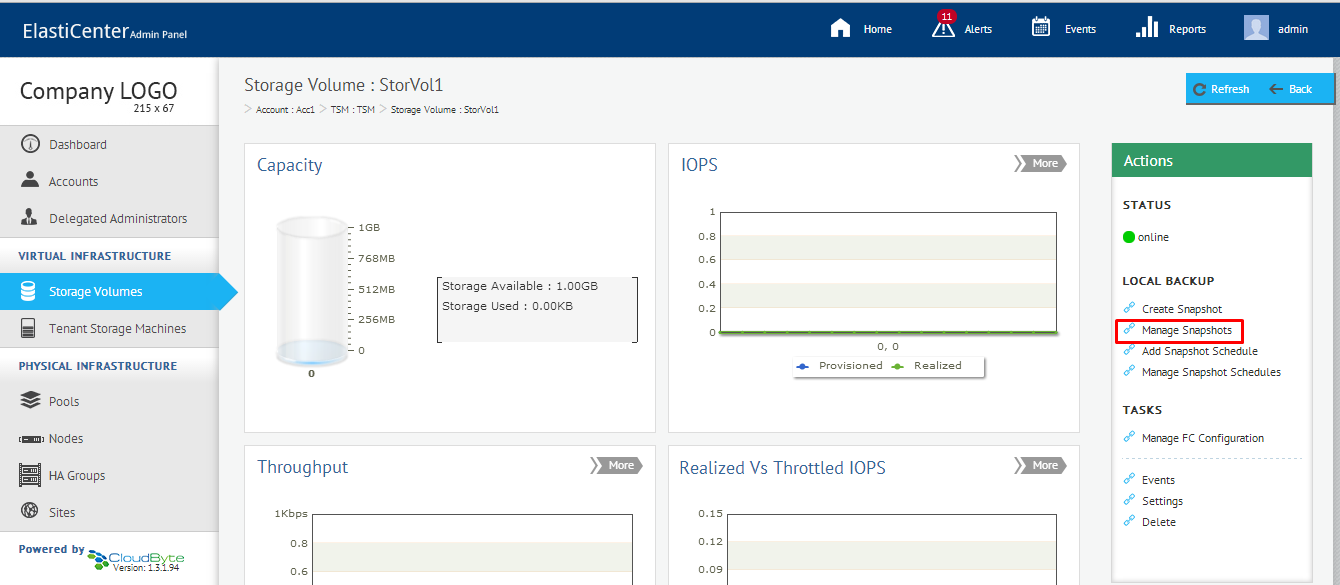 ElastiCenter Admin Panel
Home
11
Alerts
Events
Reports
admin
Company LOGO
215 x 67
Dashboard
Accounts
Delegated Administrators
VIRTUAL INFRASTRUCTURE
Storage Volumes
Tenant Storage Machines
PHYSICAL INFRASTRUCTURE
Pools
Nodes
HA Groups
Sites
Powered by CloudByte
Version: 1.3.1.94
Storage Volume : StorVol1
Account : Acc1 > TSM : TSM > Storage Volume : StorVol1
Refresh
Back
Capacity
1GB
768MB
512MB
256MB
0
0
Storage Available : 1.00GB
Storage Used : 0.00KB
IOPS
More
1
0.8
0.6
0.4
0.2
0
0, 0
Provisioned Realized
Throughput
More
1Kbps
0.8
0.6
Realized Vs Throttled IOPS
More
0.15
0.12
0.09
Actions
STATUS
online
LOCAL BACKUP
Create Snapshot
Manage Snapshots
Add Snapshot Schedule
Manage Snapshot Schedules
TASKS
Manage FC Configuration
Events
Settings
Delete